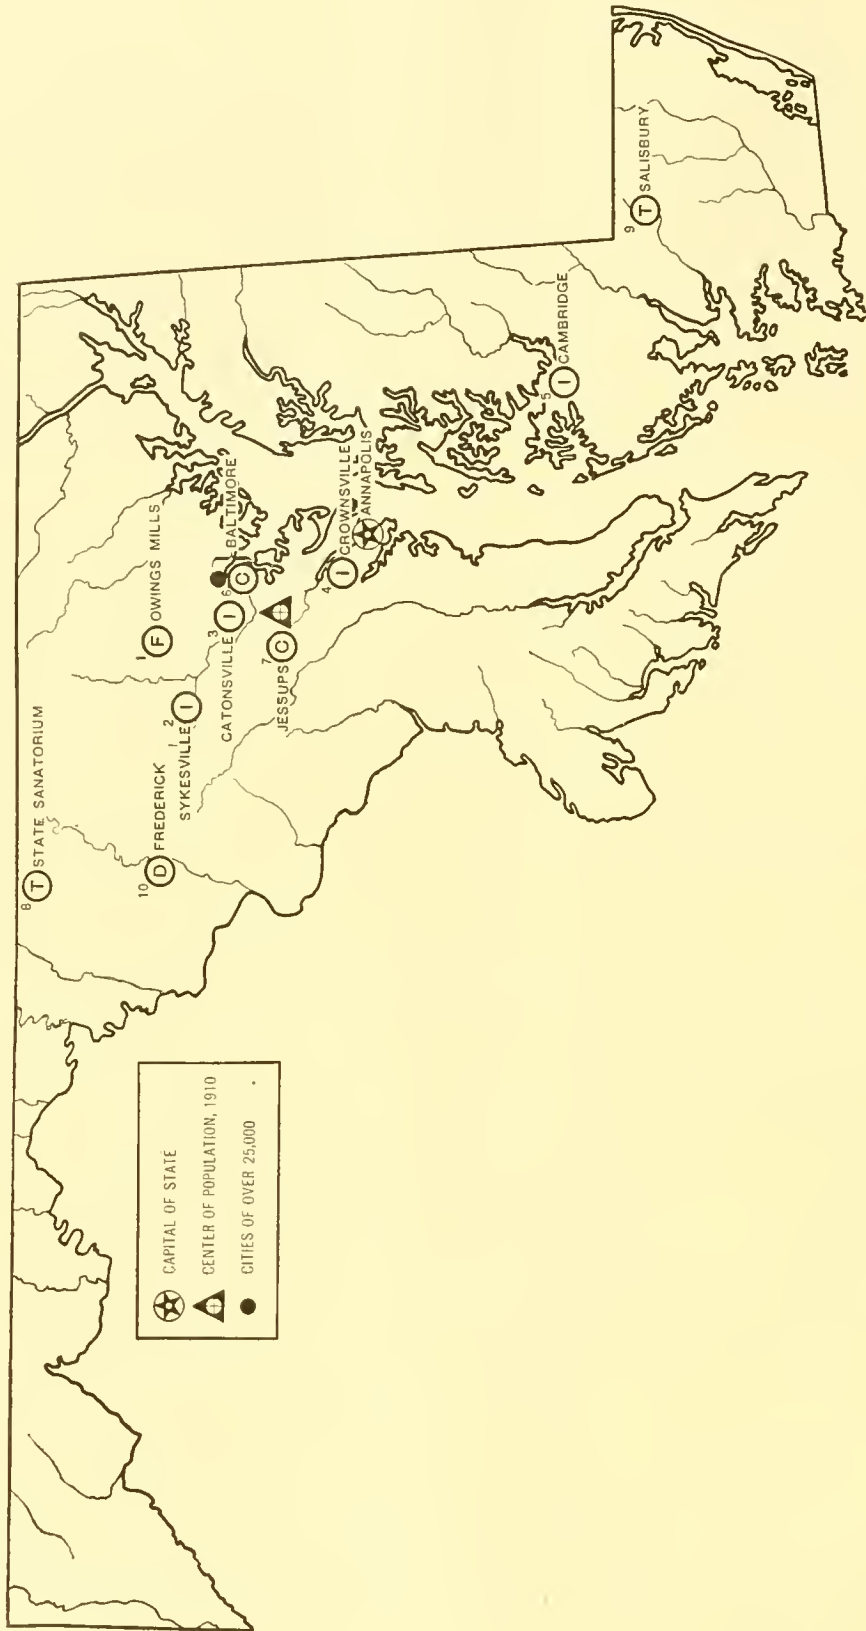 8
T STATE SANATORIUM
10
D FREDERICK
1
F OWINGS MILLS
2
SYKESVILLE I
3
CATONSVILLE I
6
C BALTIMORE
7
JESSUPS C
4
I CROWNSVILLE
ANNAPOLIS
5
I CAMBRIDGE
9
T SALISBURY
CAPITAL OF STATE
CENTER OF POPULATION, 1910
CITIES OF OVER 25,000